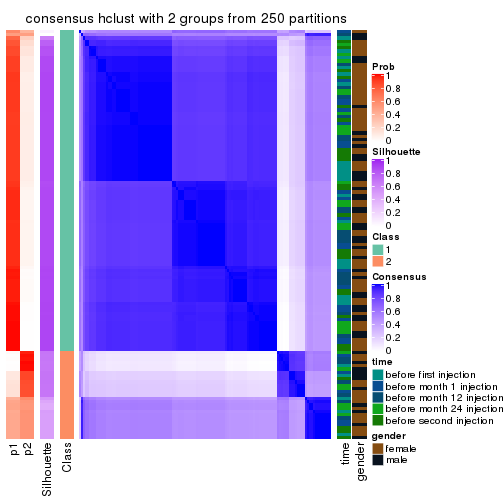 consensus hclust with 2 groups from 250 partitions
Prob
1
0.8
0.6
0.4
0.2
0
Silhouette
1
0.8
0.6
0.4
0.2
0
Class
1
2
Consensus
1
0.8
0.6
0.4
0.2
0
time
before first injection
before month 1 injection
before month 12 injection
before month 24 injection
before second injection
gender
female
male
p1
p2
Silhouette
Class
time
gender